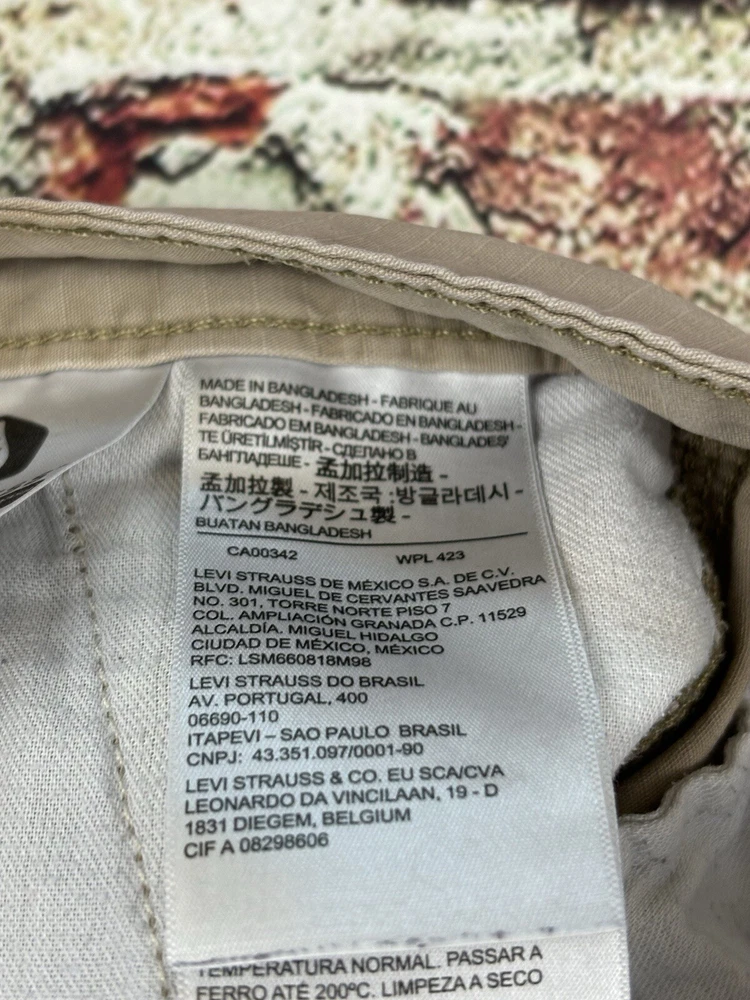 MADE IN BANGLADESH - FABRIQUE AU
BANGLADESH - FABRICADO EN BANGLADESH -
FABRICADO EM BANGLADESH - BANGLADEŞ'
TE ÜRETİLMİŞTİR - СДЕЛАНО В
БАНГЛАДЕШЕ - 孟加拉制造 -
孟加拉製 - 제조국 :방글라데시 -
バングラデシュ製 -
BUATAN BANGLADESH
CA00342 WPL 423
LEVI STRAUSS DE MÉXICO S.A. DE C.V.
BLVD. MIGUEL DE CERVANTES SAAVEDRA
NO. 301, TORRE NORTE PISO 7
COL. AMPLIACIÓN GRANADA C.P. 11529
ALCALDÍA. MIGUEL HIDALGO
CIUDAD DE MÉXICO, MÉXICO
RFC: LSM660818M98
LEVI STRAUSS DO BRASIL
AV. PORTUGAL, 400
06690-110
ITAPEVI – SAO PAULO BRASIL
CNPJ: 43.351.097/0001-90
LEVI STRAUSS & CO. EU SCA/CVA
LEONARDO DA VINCILAAN, 19 - D
1831 DIEGEM, BELGIUM
CIF A 08298606
TEMPERATURA NORMAL. PASSAR A
FERRO ATÉ 200ºC. LIMPEZA A SECO